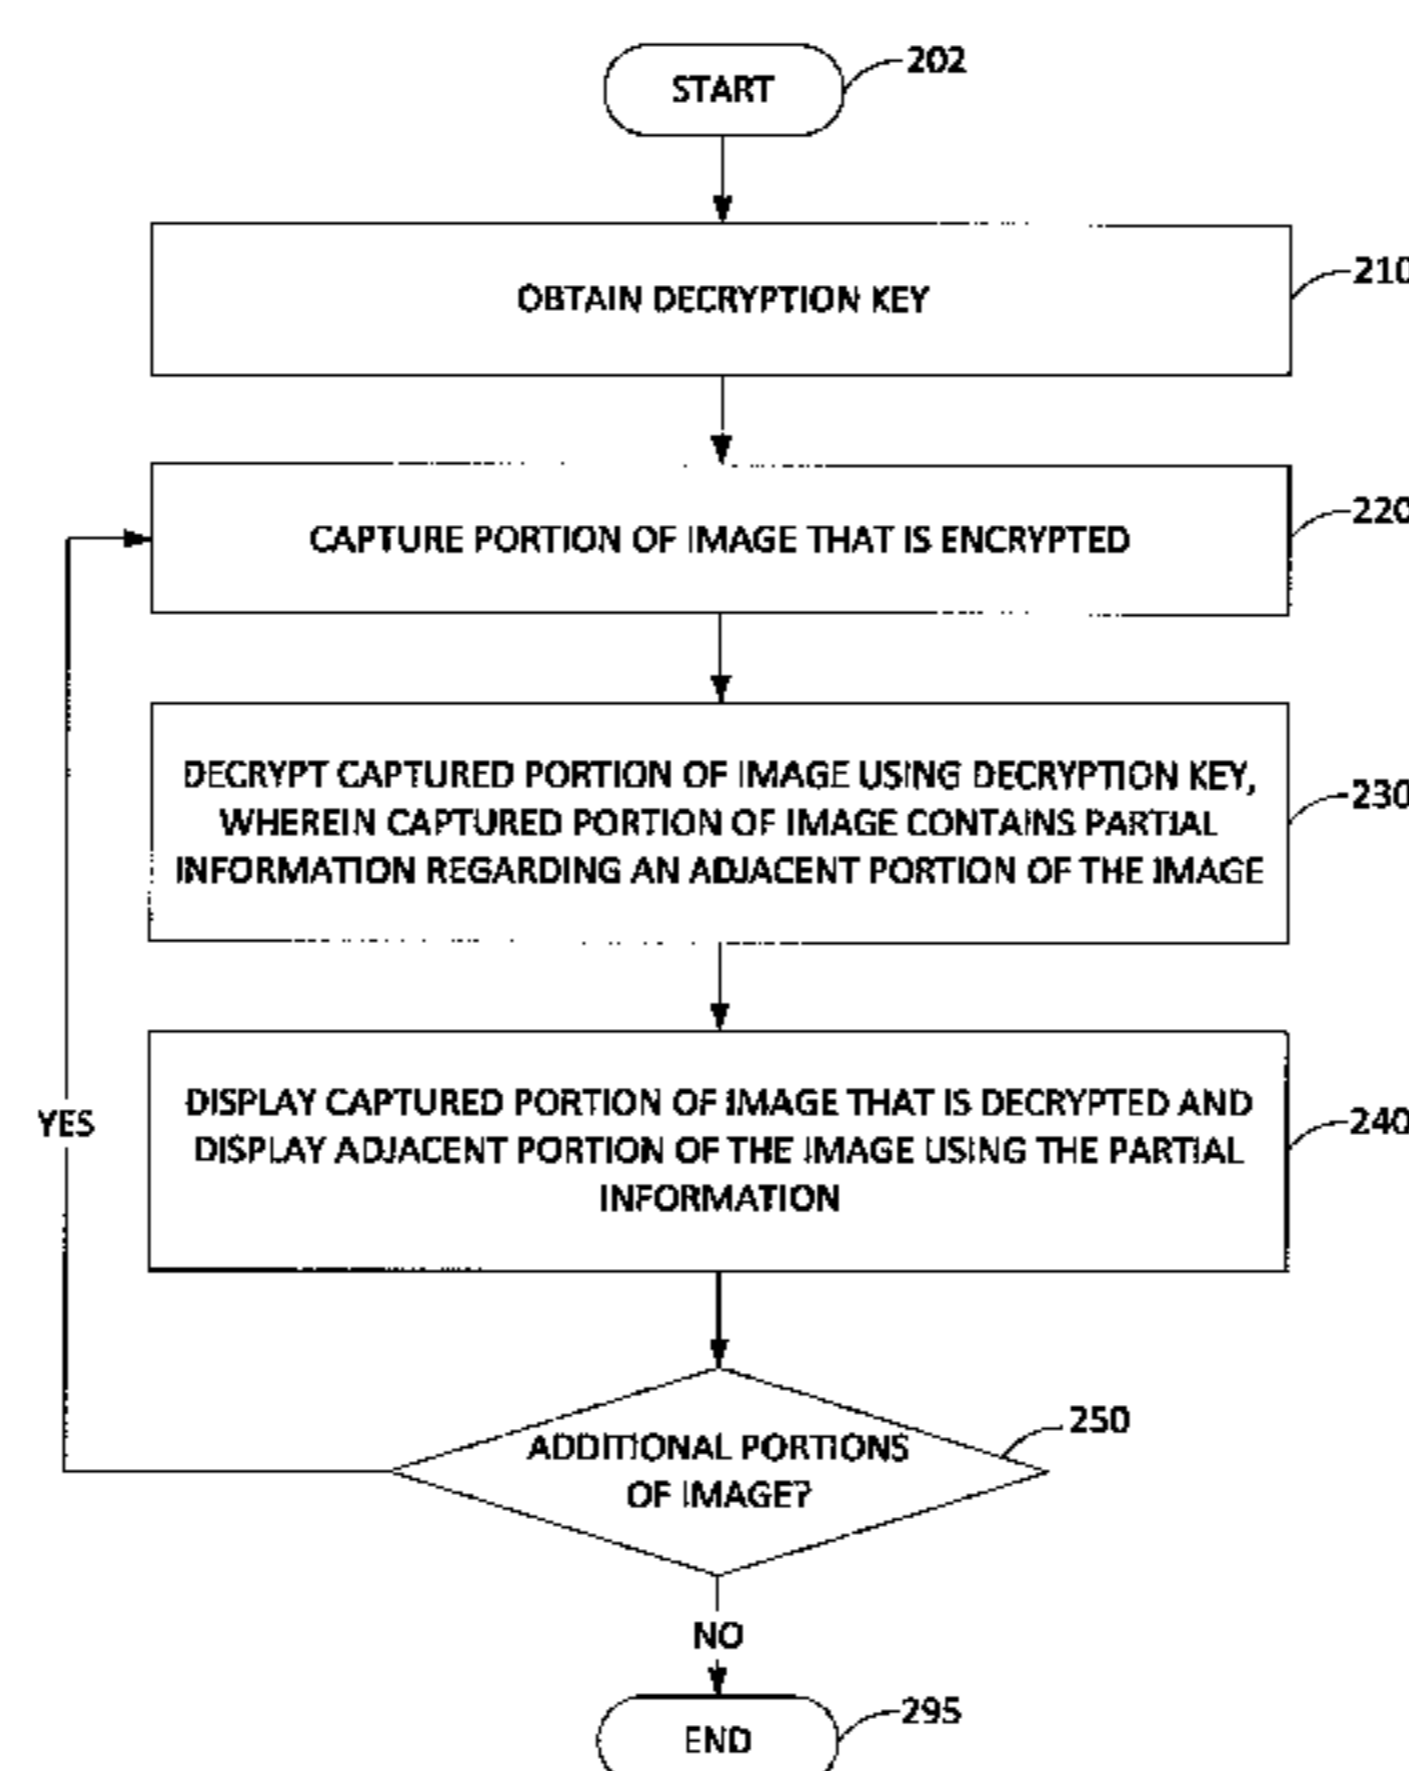 START
202
OBTAIN DECRYPTION KEY
210
CAPTURE PORTION OF IMAGE THAT IS ENCRYPTED
220
DECRYPT CAPTURED PORTION OF IMAGE USING DECRYPTION KEY,
WHEREIN CAPTURED PORTION OF IMAGE CONTAINS PARTIAL
INFORMATION REGARDING AN ADJACENT PORTION OF THE IMAGE
230
DISPLAY CAPTURED PORTION OF IMAGE THAT IS DECRYPTED AND
DISPLAY ADJACENT PORTION OF THE IMAGE USING THE PARTIAL
INFORMATION
240
YES
ADDITIONAL PORTIONS
OF IMAGE?
250
NO
END
295